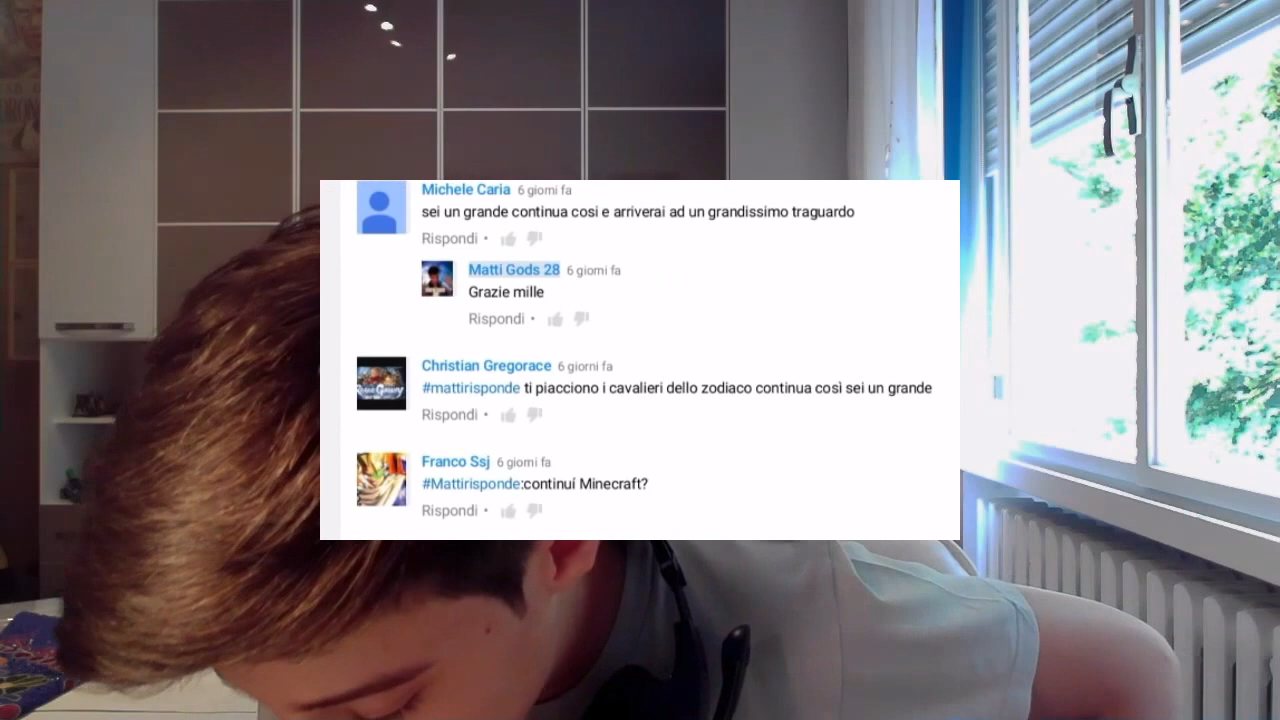 Michele Caria 6 giorni fa
sei un grande continua cosi e arriverai ad un grandissimo traguardo
Rispondi •
Matti Gods 28 6 giorni fa
Grazie mille
Rispondi •
Christian Gregorace 6 giorni fa
#mattirisponde ti piacciono i cavalieri dello zodiaco continua così sei un grande
Rispondi •
Franco Ssj 6 giorni fa
#Mattirisponde:continuí Minecraft?
Rispondi •